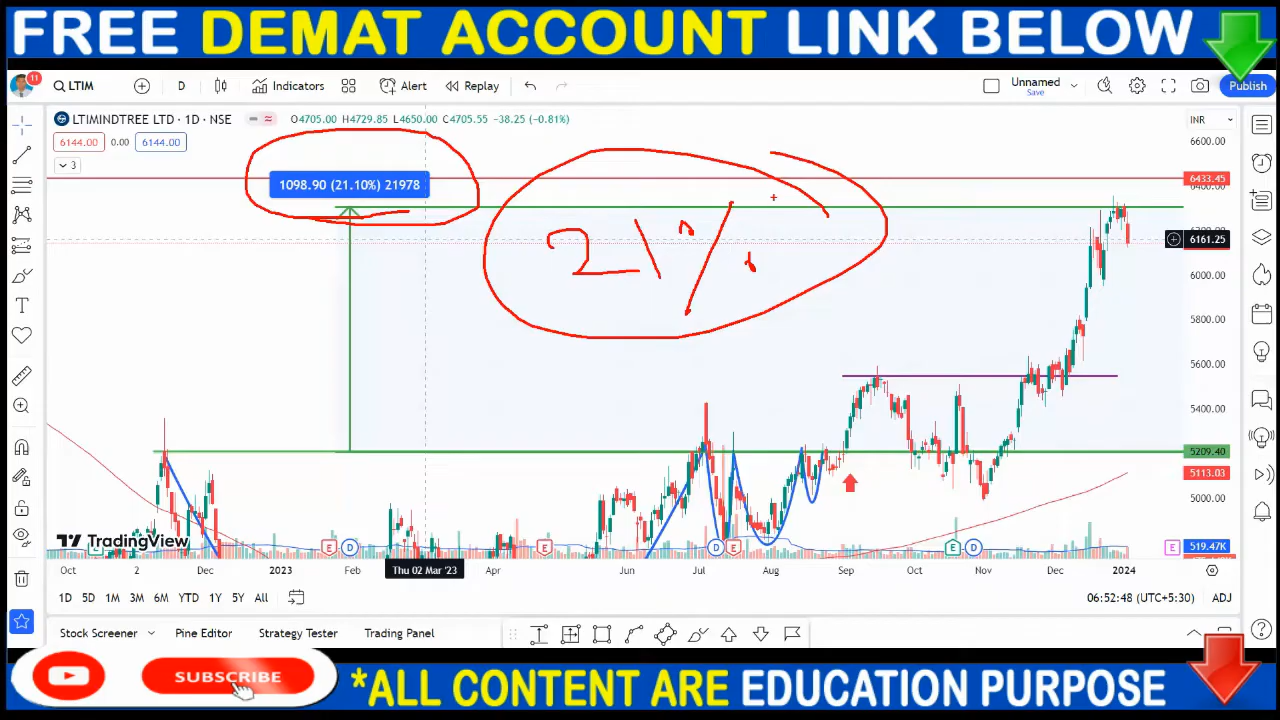 FREE DEMAT ACCOUNT LINK BELOW
11
LTIM
D
Indicators
Alert
Replay
Unnamed
Save
Publish
LTIMINDTREE LTD · 1D · NSE
O4705.00 H4729.85 L4650.00 C4705.55 −38.25 (−0.81%)
INR
6144.00 0.00 6144.00
3
6600.00
6433.45
1098.90 (21.10%) 21978
21%
6161.25
6000.00
5800.00
5600.00
5400.00
5209.40
5113.03
5000.00
TradingView
E D E D E E D E
519.47K
Oct 2 Dec 2023 Feb Thu 02 Mar '23 Apr Jun Jul Aug Sep Oct Nov Dec 2024
1D 5D 1M 3M 6M YTD 1Y 5Y All
06:52:48 (UTC+5:30) ADJ
Stock Screener Pine Editor Strategy Tester Trading Panel
SUBSCRIBE
*ALL CONTENT ARE EDUCATION PURPOSE